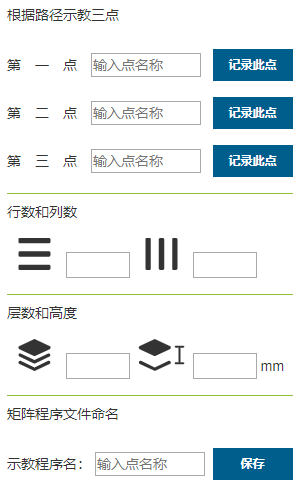 根据路径示教三点
第 一 点 输入点名称 记录此点
第 二 点 输入点名称 记录此点
第 三 点 输入点名称 记录此点
行数和列数
层数和高度
mm
矩阵程序文件命名
示教程序名： 输入点名称 保存